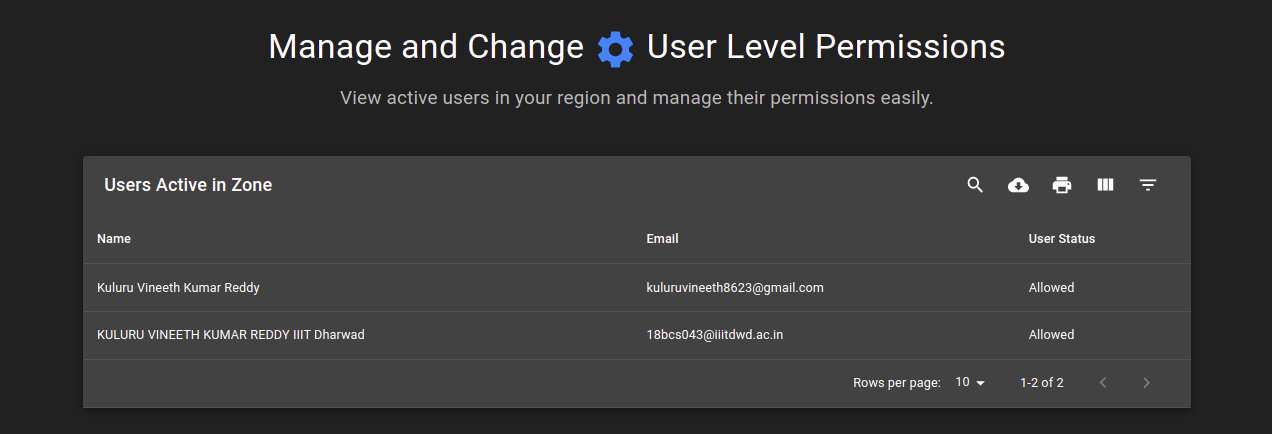 Manage and Change User Level Permissions
View active users in your region and manage their permissions easily.
Users Active in Zone
Name Email User Status
Kuluru Vineeth Kumar Reddy kuluruvineeth8623@gmail.com Allowed
KULURU VINEETH KUMAR REDDY IIIT Dharwad 18bcs043@iiitdwd.ac.in Allowed
Rows per page: 10 1-2 of 2